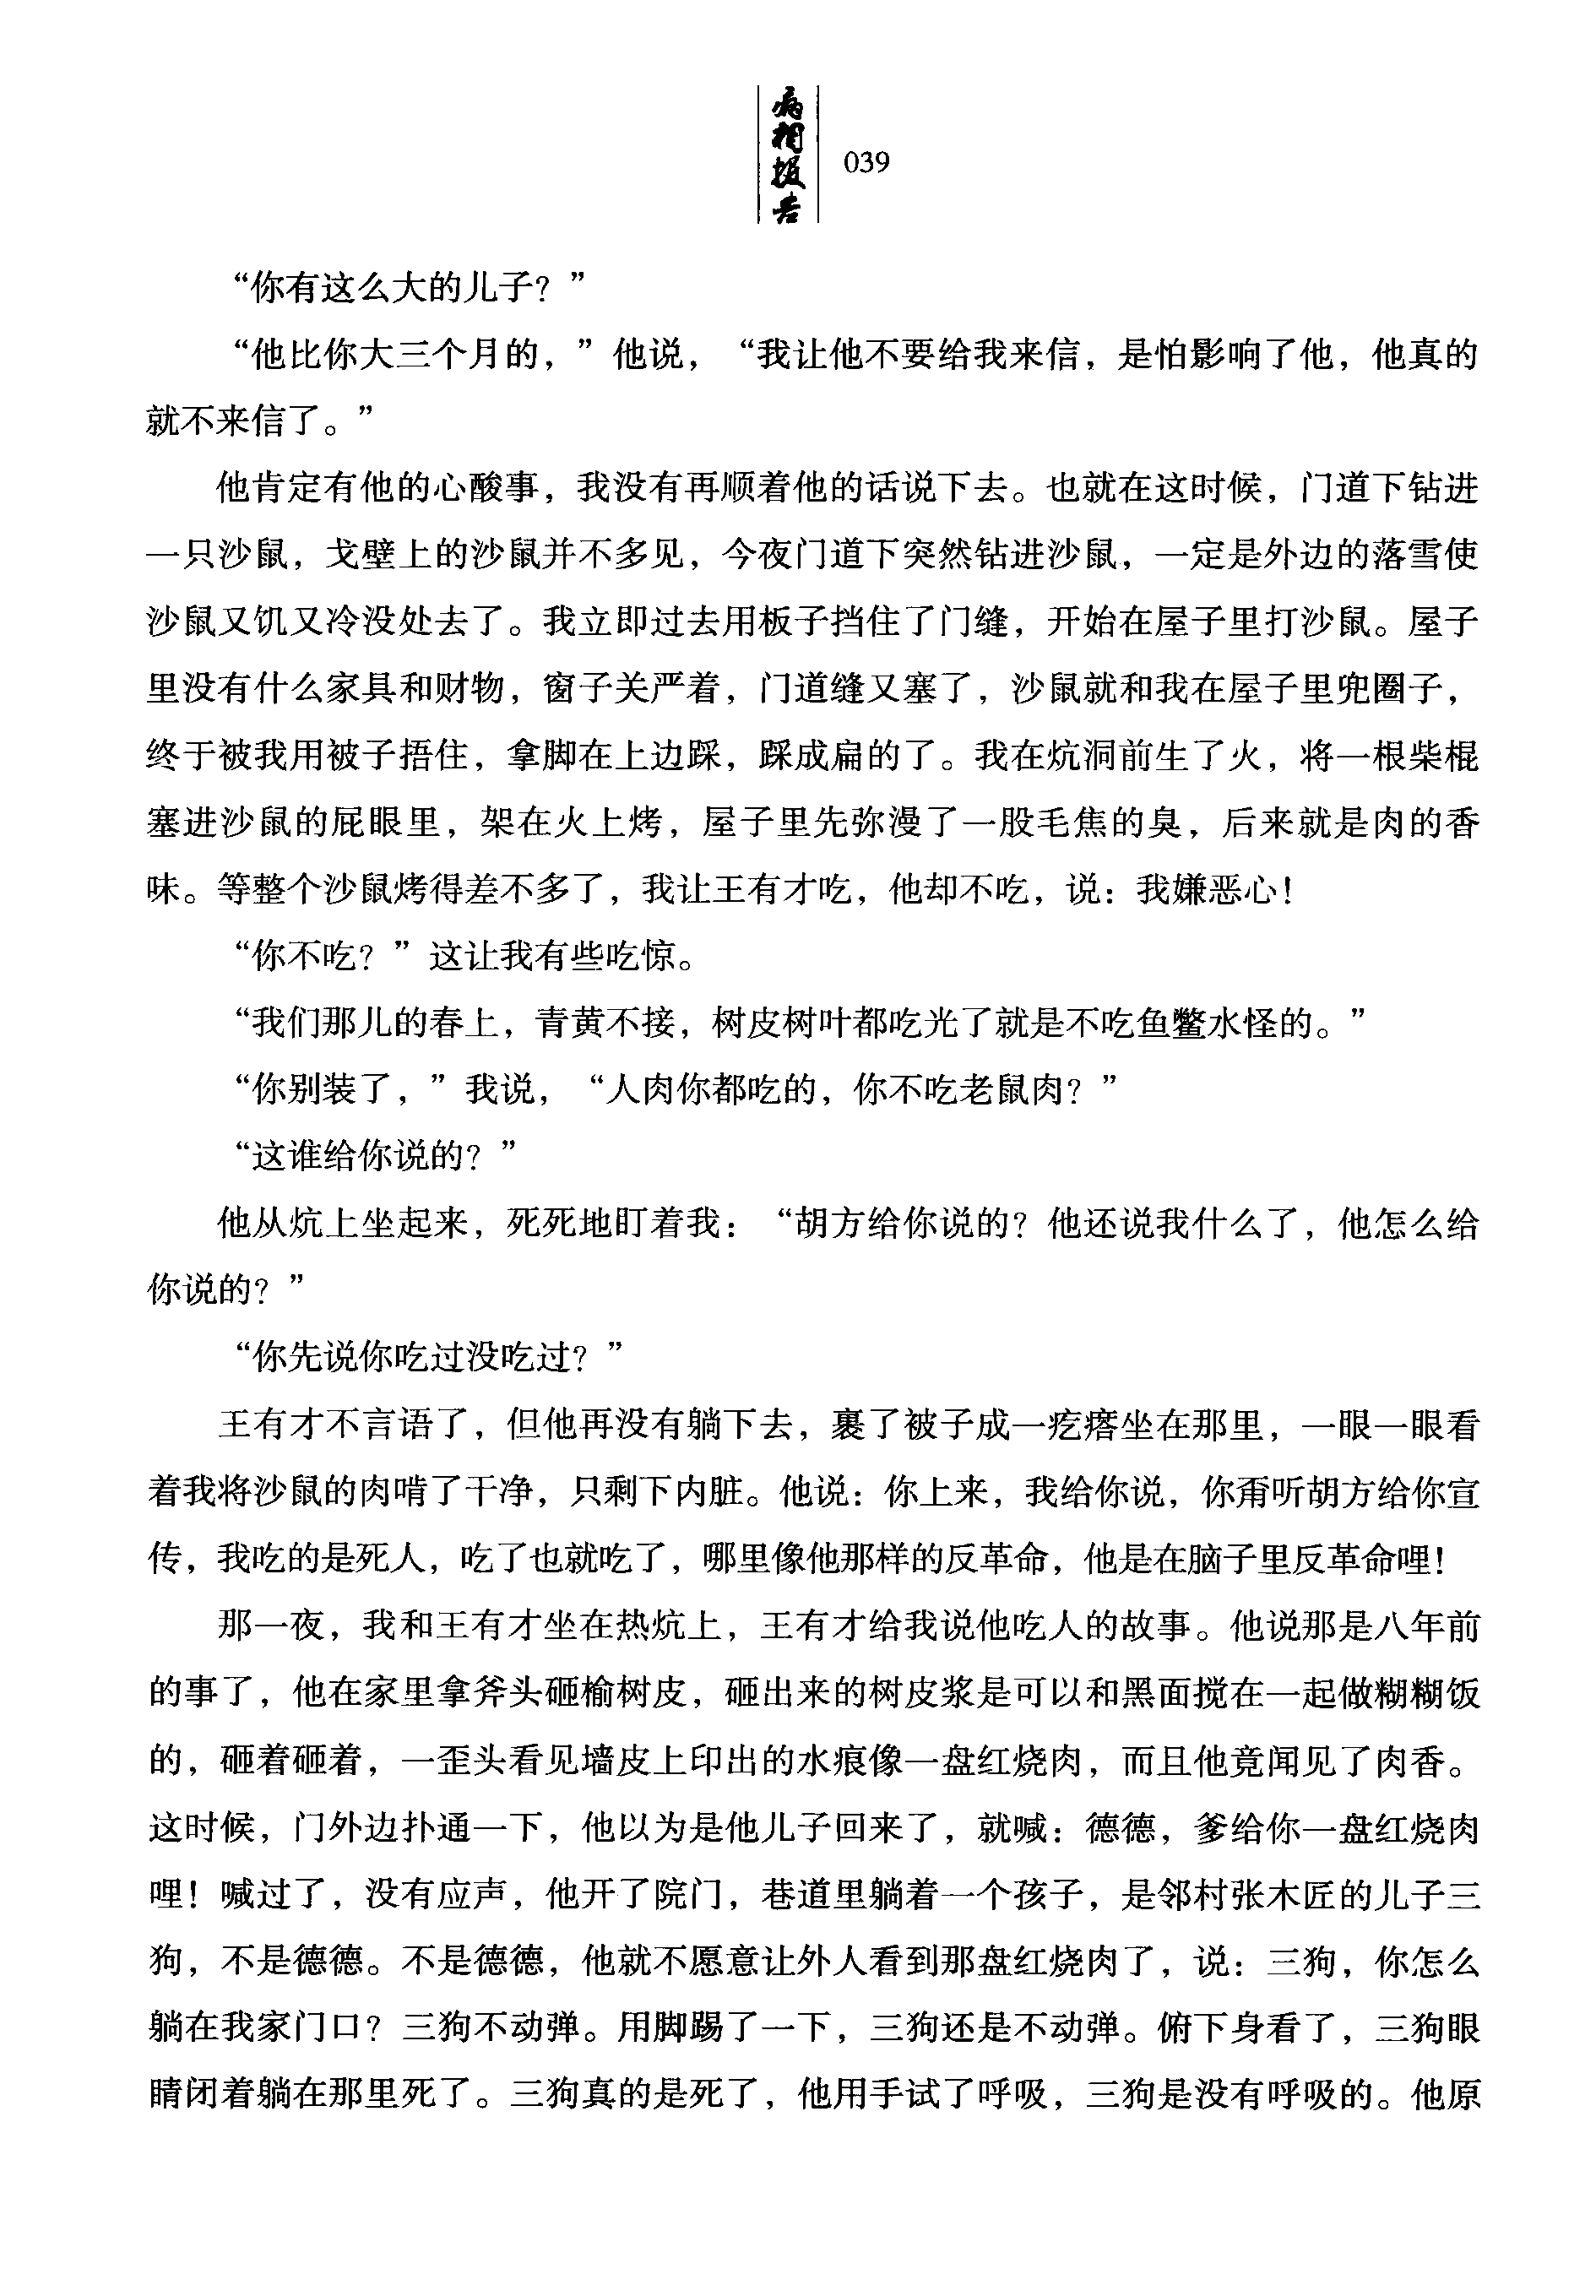 病相报告
039
“你有这么大的儿子？”
“他比你大三个月的，”他说，“我让他不要给我来信，是怕影响了他，他真的
就不来信了。”
他肯定有他的心酸事，我没有再顺着他的话说下去。也就在这时候，门道下钻进
一只沙鼠，戈壁上的沙鼠并不多见，今夜门道下突然钻进沙鼠，一定是外边的落雪使
沙鼠又饥又冷没处去了。我立即过去用板子挡住了门缝，开始在屋子里打沙鼠。屋子
里没有什么家具和财物，窗子关严着，门道缝又塞了，沙鼠就和我在屋子里兜圈子，
终于被我用被子捂住，拿脚在上边踩，踩成扁的了。我在炕洞前生了火，将一根柴棍
塞进沙鼠的屁眼里，架在火上烤，屋子里先弥漫了一股毛焦的臭，后来就是肉的香
味。等整个沙鼠烤得差不多了，我让王有才吃，他却不吃，说：我嫌恶心！
“你不吃？”这让我有些吃惊。
“我们那儿的春上，青黄不接，树皮树叶都吃光了就是不吃鱼鳖水怪的。”
“你别装了，”我说，“人肉你都吃的，你不吃老鼠肉？”
“这谁给你说的？”
他从炕上坐起来，死死地盯着我：“胡方给你说的？他还说我什么了，他怎么给
你说的？”
“你先说你吃过没吃过？”
王有才不言语了，但他再没有躺下去，裹了被子成一疙瘩坐在那里，一眼一眼看
着我将沙鼠的肉啃了干净，只剩下内脏。他说：你上来，我给你说，你甭听胡方给你宣
传，我吃的是死人，吃了也就吃了，哪里像他那样的反革命，他是在脑子里反革命哩！
那一夜，我和王有才坐在热炕上，王有才给我说他吃人的故事。他说那是八年前
的事了，他在家里拿斧头砸榆树皮，砸出来的树皮浆是可以和黑面搅在一起做糊糊饭
的，砸着砸着，一歪头看见墙皮上印出的水痕像一盘红烧肉，而且他竟闻见了肉香。
这时候，门外边扑通一下，他以为是他儿子回来了，就喊：德德，爹给你一盘红烧肉
哩！喊过了，没有应声，他开了院门，巷道里躺着一个孩子，是邻村张木匠的儿子三
狗，不是德德。不是德德，他就不愿意让外人看到那盘红烧肉了，说：三狗，你怎么
躺在我家门口？三狗不动弹。用脚踢了一下，三狗还是不动弹。俯下身看了，三狗眼
睛闭着躺在那里死了。三狗真的是死了，他用手试了呼吸，三狗是没有呼吸的。他原